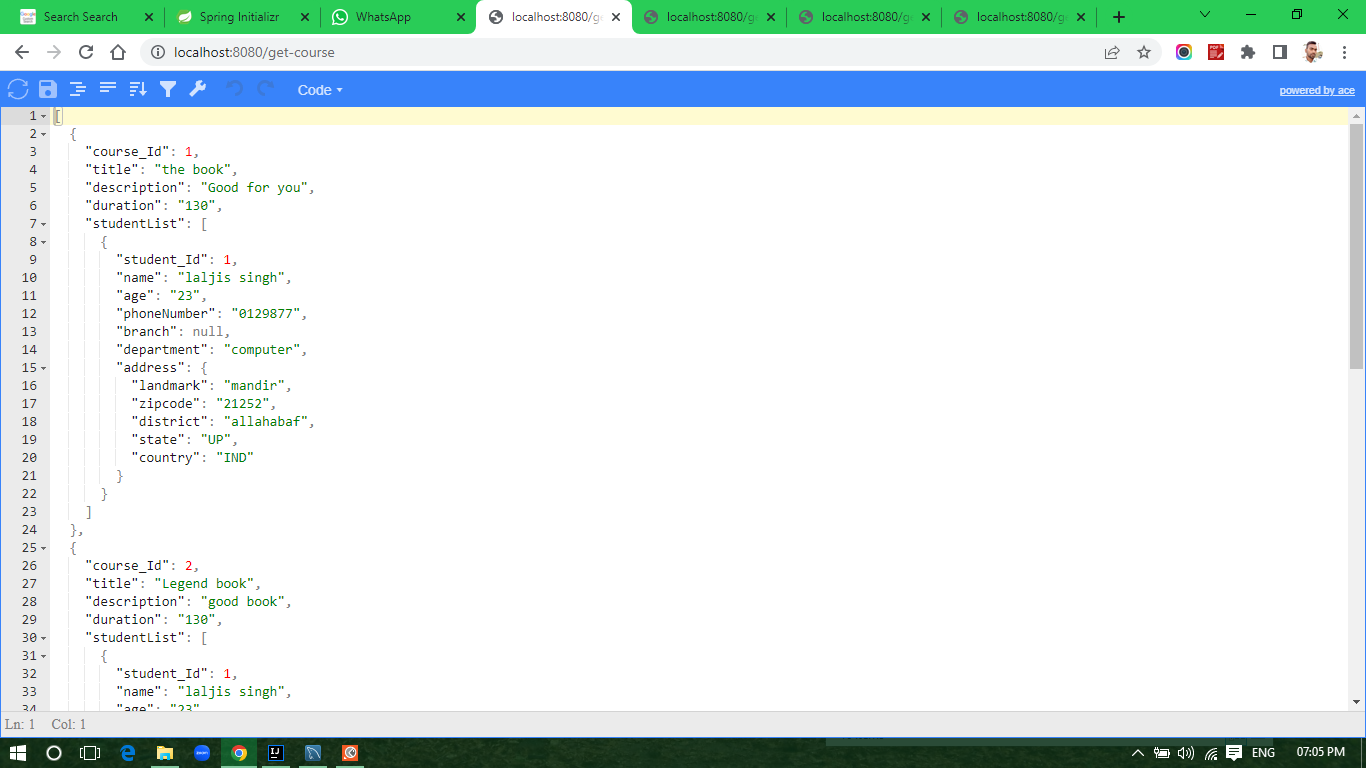 Search Search
Spring Initializr
WhatsApp
localhost:8080/ge
localhost:8080/ge
localhost:8080/ge
localhost:8080/ge
localhost:8080/get-course
Code
powered by ace
1 [
2 {
3 "course_Id": 1,
4 "title": "the book",
5 "description": "Good for you",
6 "duration": "130",
7 "studentList": [
8 {
9 "student_Id": 1,
10 "name": "laljis singh",
11 "age": "23",
12 "phoneNumber": "0129877",
13 "branch": null,
14 "department": "computer",
15 "address": {
16 "landmark": "mandir",
17 "zipcode": "21252",
18 "district": "allahabaf",
19 "state": "UP",
20 "country": "IND"
21 }
22 }
23 ]
24 },
25 {
26 "course_Id": 2,
27 "title": "Legend book",
28 "description": "good book",
29 "duration": "130",
30 "studentList": [
31 {
32 "student_Id": 1,
33 "name": "laljis singh",
34 "age": "23"
Ln: 1 Col: 1
ENG
07:05 PM